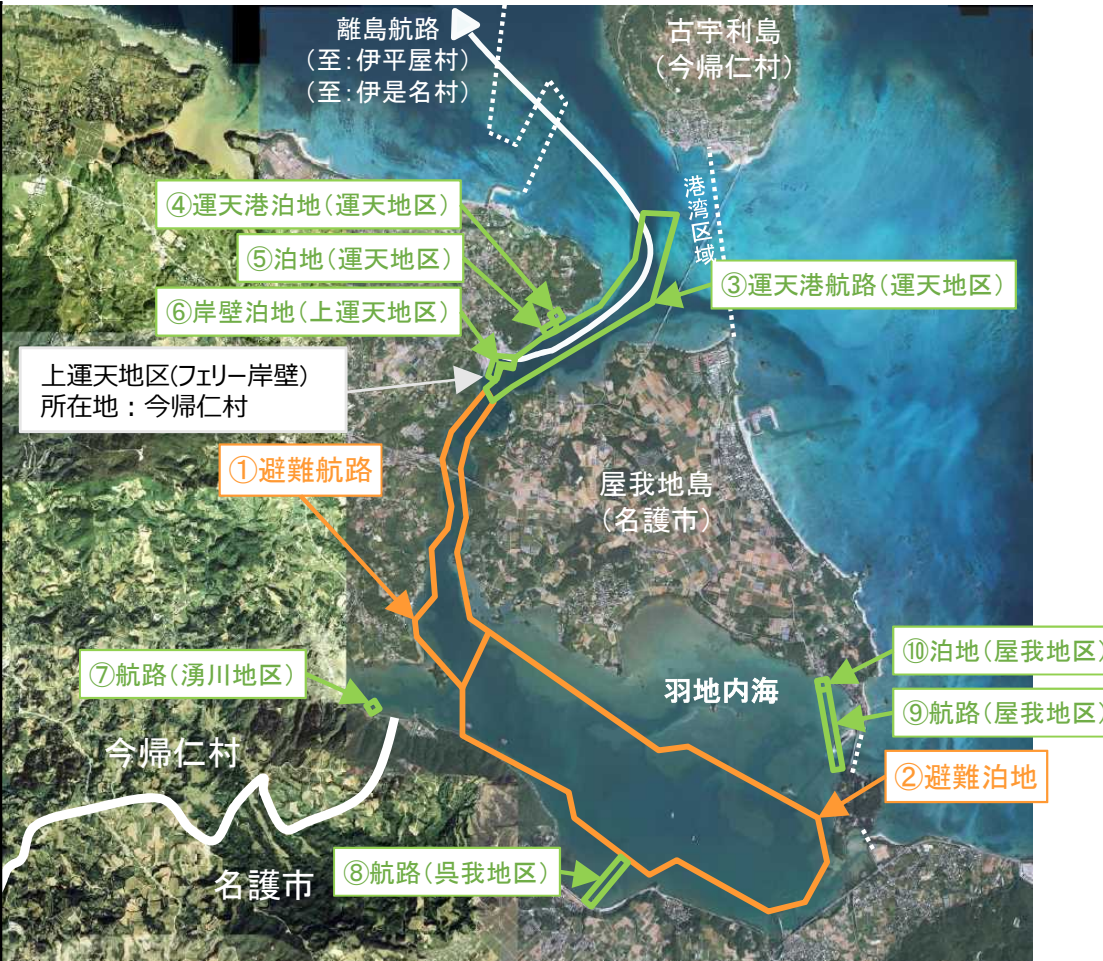 離島航路
(至:伊平屋村)
(至:伊是名村)
古宇利島
(今帰仁村)
港湾区域
④運天港泊地(運天地区)
⑤泊地(運天地区)
⑥岸壁泊地(上運天地区)
③運天港航路(運天地区)
上運天地区(フェリー岸壁)
所在地：今帰仁村
①避難航路
屋我地島
(名護市)
⑦航路(湧川地区)
羽地内海
⑩泊地(屋我地区)
⑨航路(屋我地区)
今帰仁村
②避難泊地
名護市
⑧航路(呉我地区)